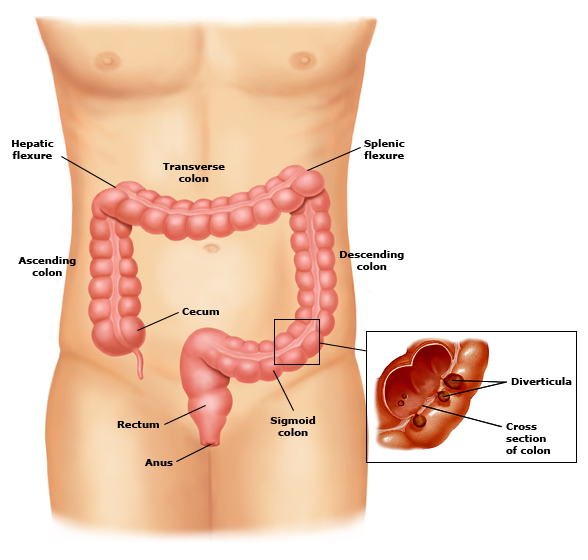 Hepatic
flexure
Transverse
colon
Splenic
flexure
Ascending
colon
Descending
colon
Cecum
Rectum
Sigmoid
colon
Anus
Diverticula
Cross
section
of colon